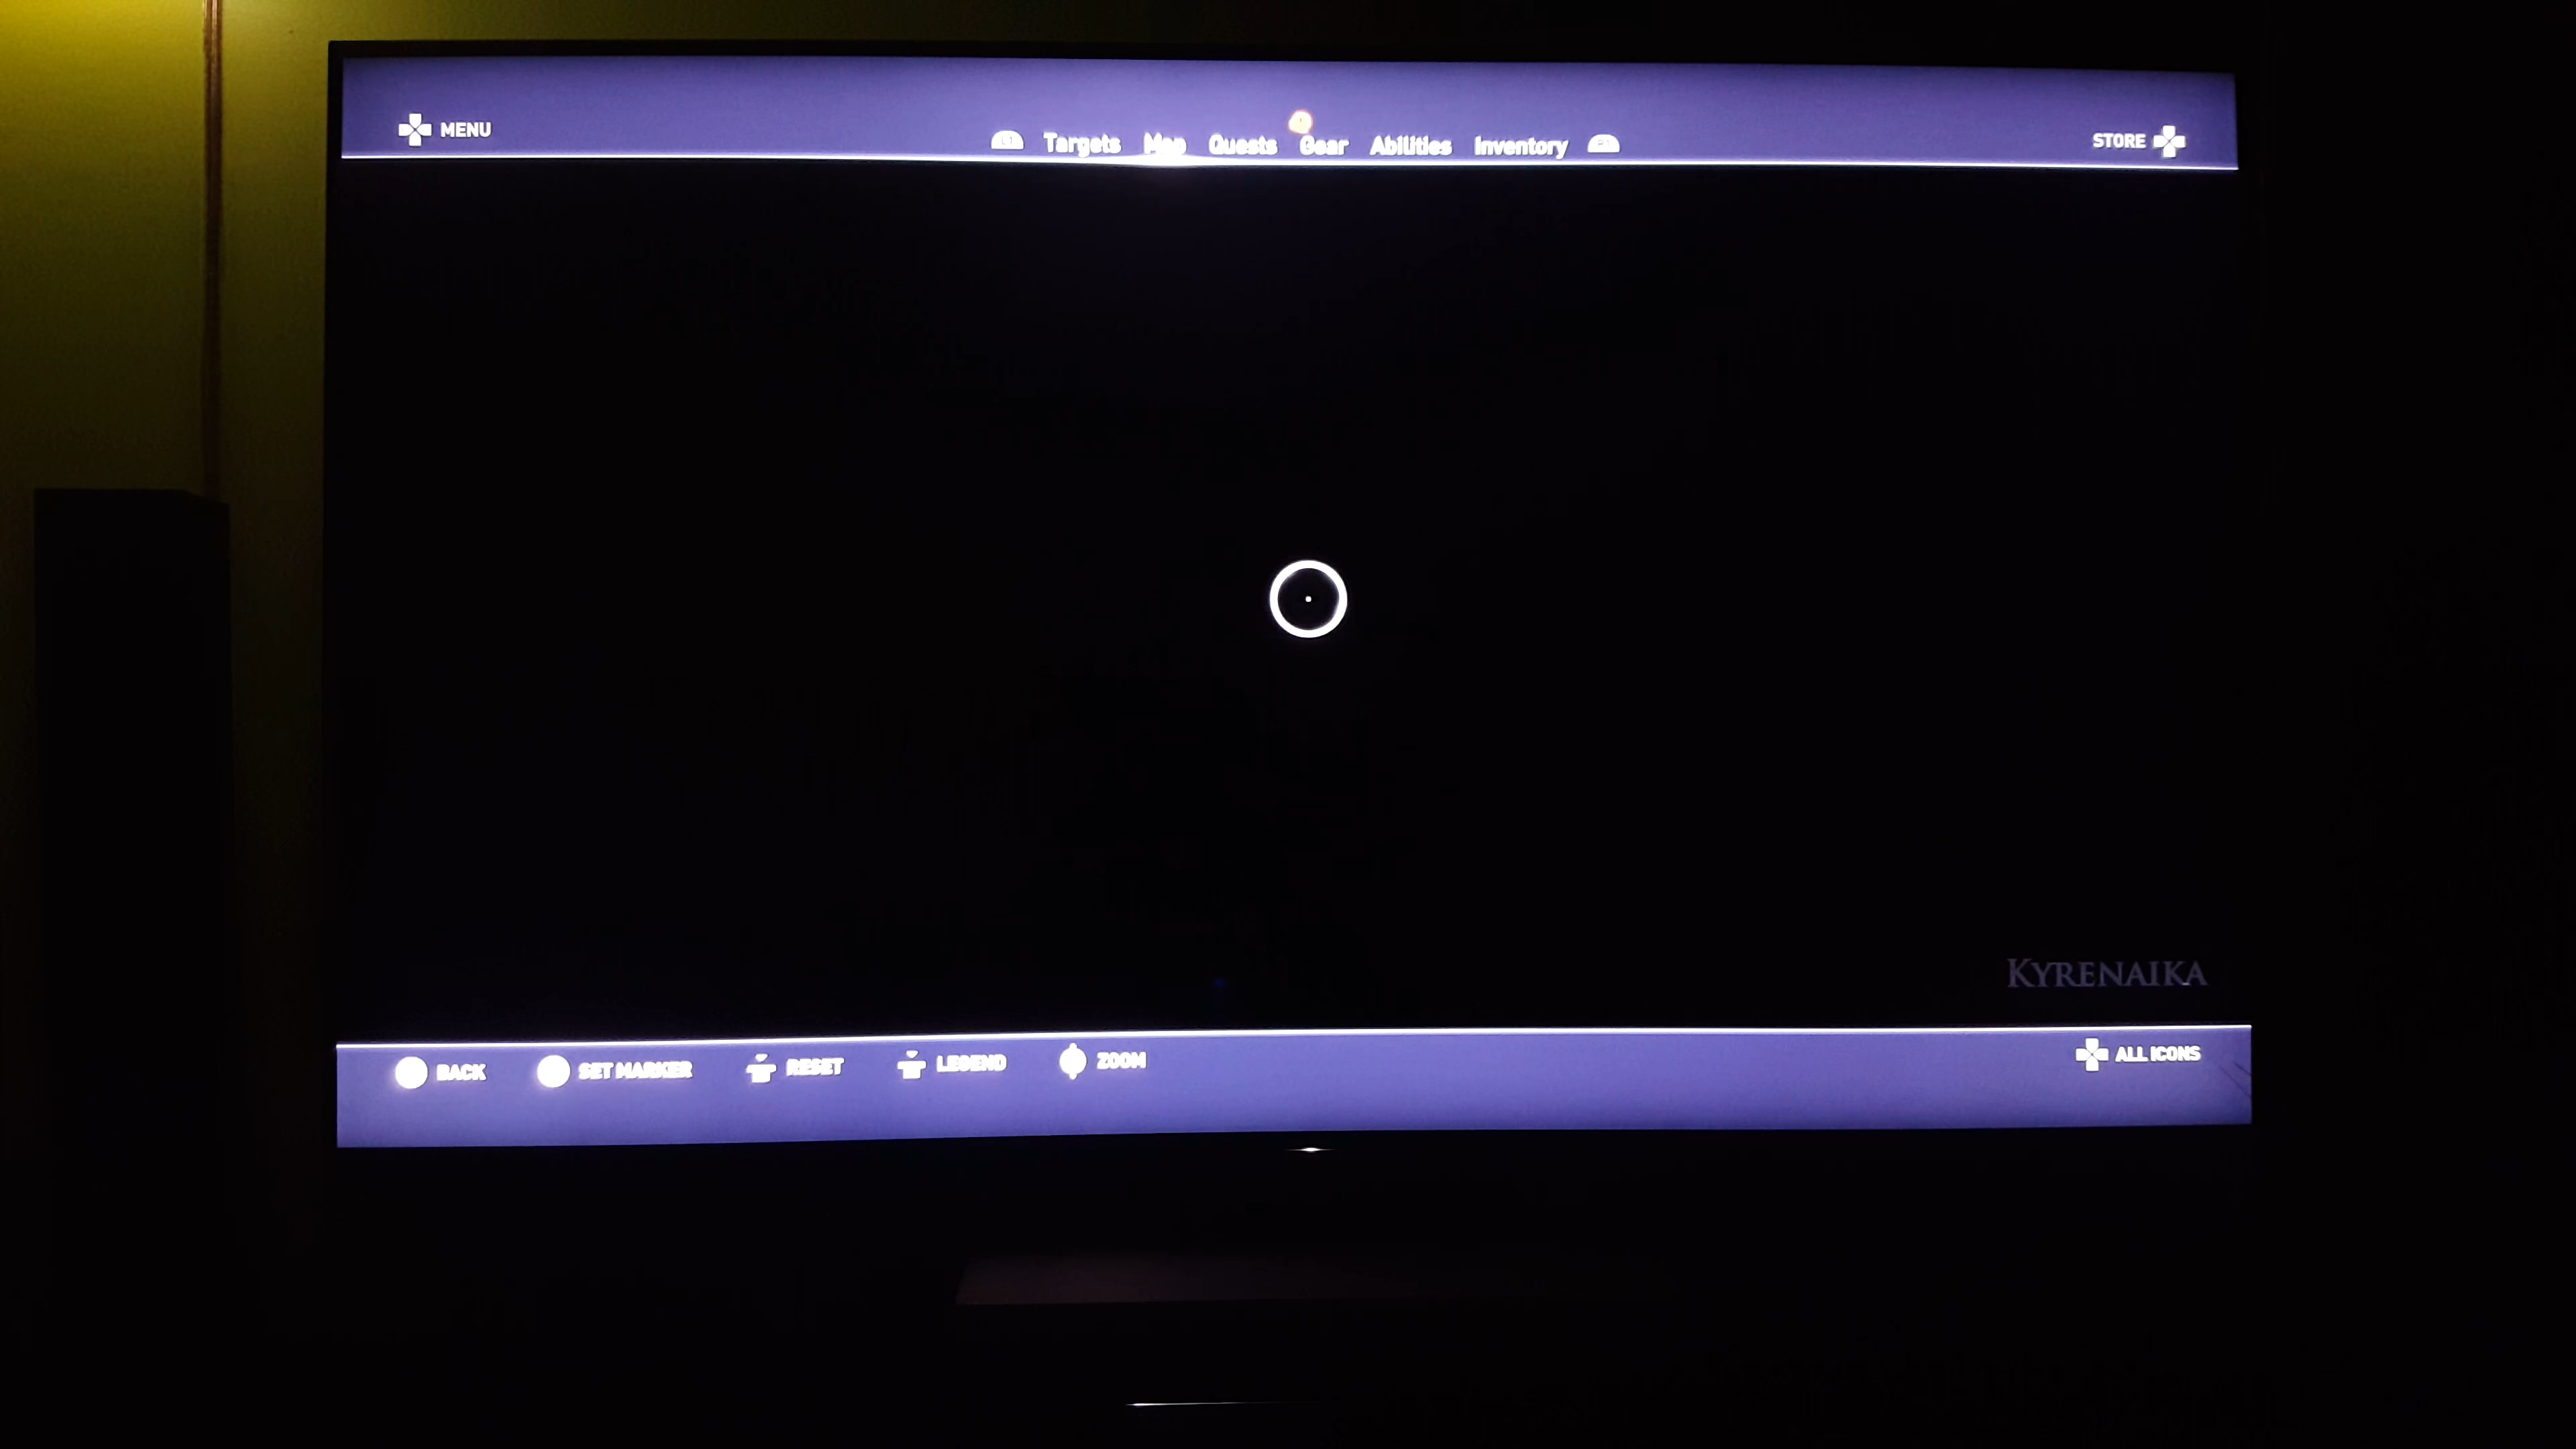 MENU
Targets Map Quests Gear Abilities Inventory
STORE
KYRENAIKA
BACK SET MARKER RESET LEGEND ZOOM
ALL ICONS